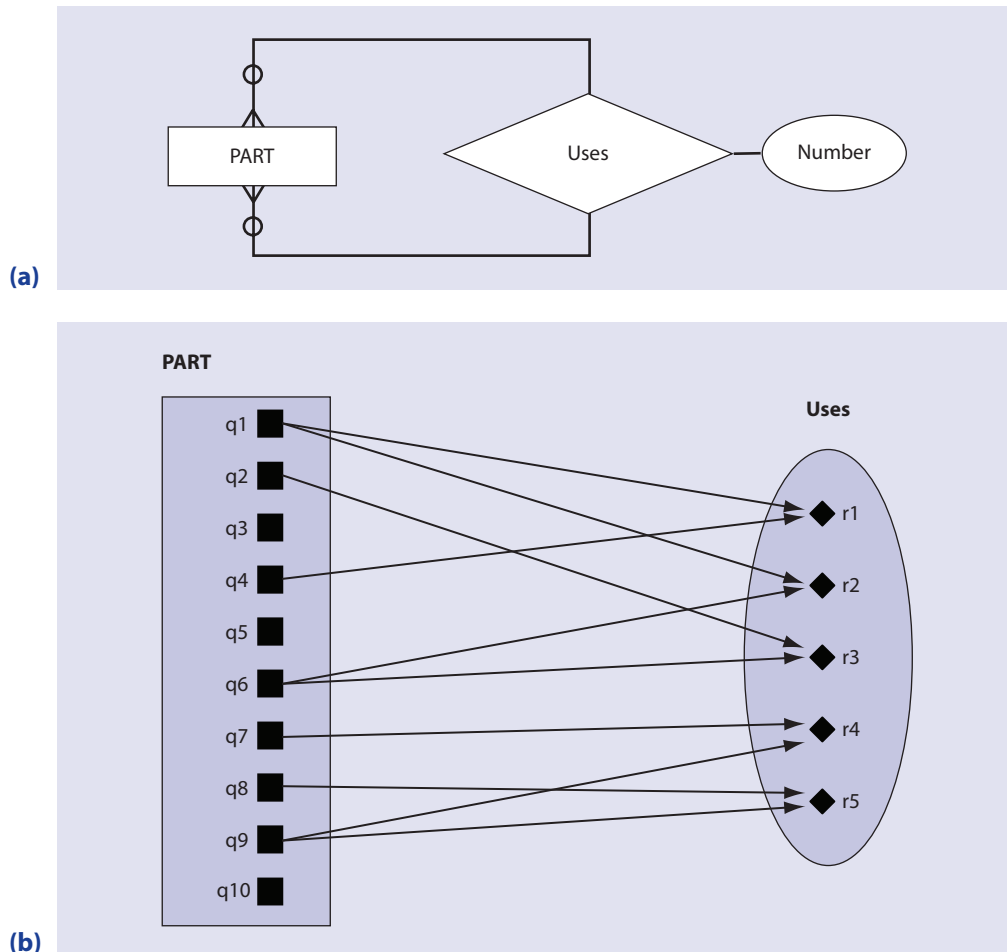 PART
Uses
Number
(a)
PART
Uses
q1
q2
q3
q4
q5
q6
q7
q8
q9
q10
r1
r2
r3
r4
r5
(b)